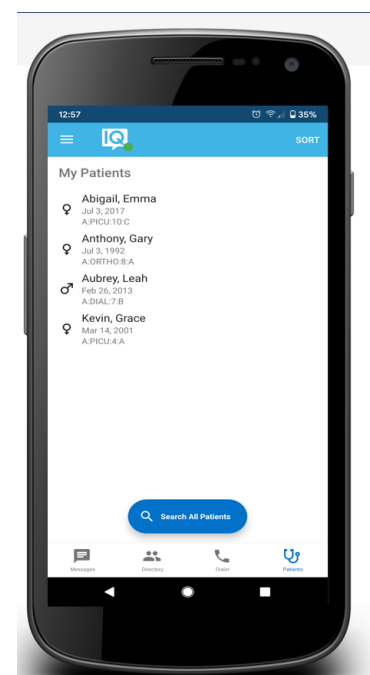 12:57
35%
IQ
SORT
My Patients
Abigail, Emma
Jul 3, 2017
A:PICU:10:C
Anthony, Gary
Jul 3, 1992
A:ORTHO:8:A
Aubrey, Leah
Feb 26, 2013
A:DIAL:7:B
Kevin, Grace
Mar 14, 2001
A:PICU:4:A
Search All Patients
Messages
Directory
Dialer
Patients